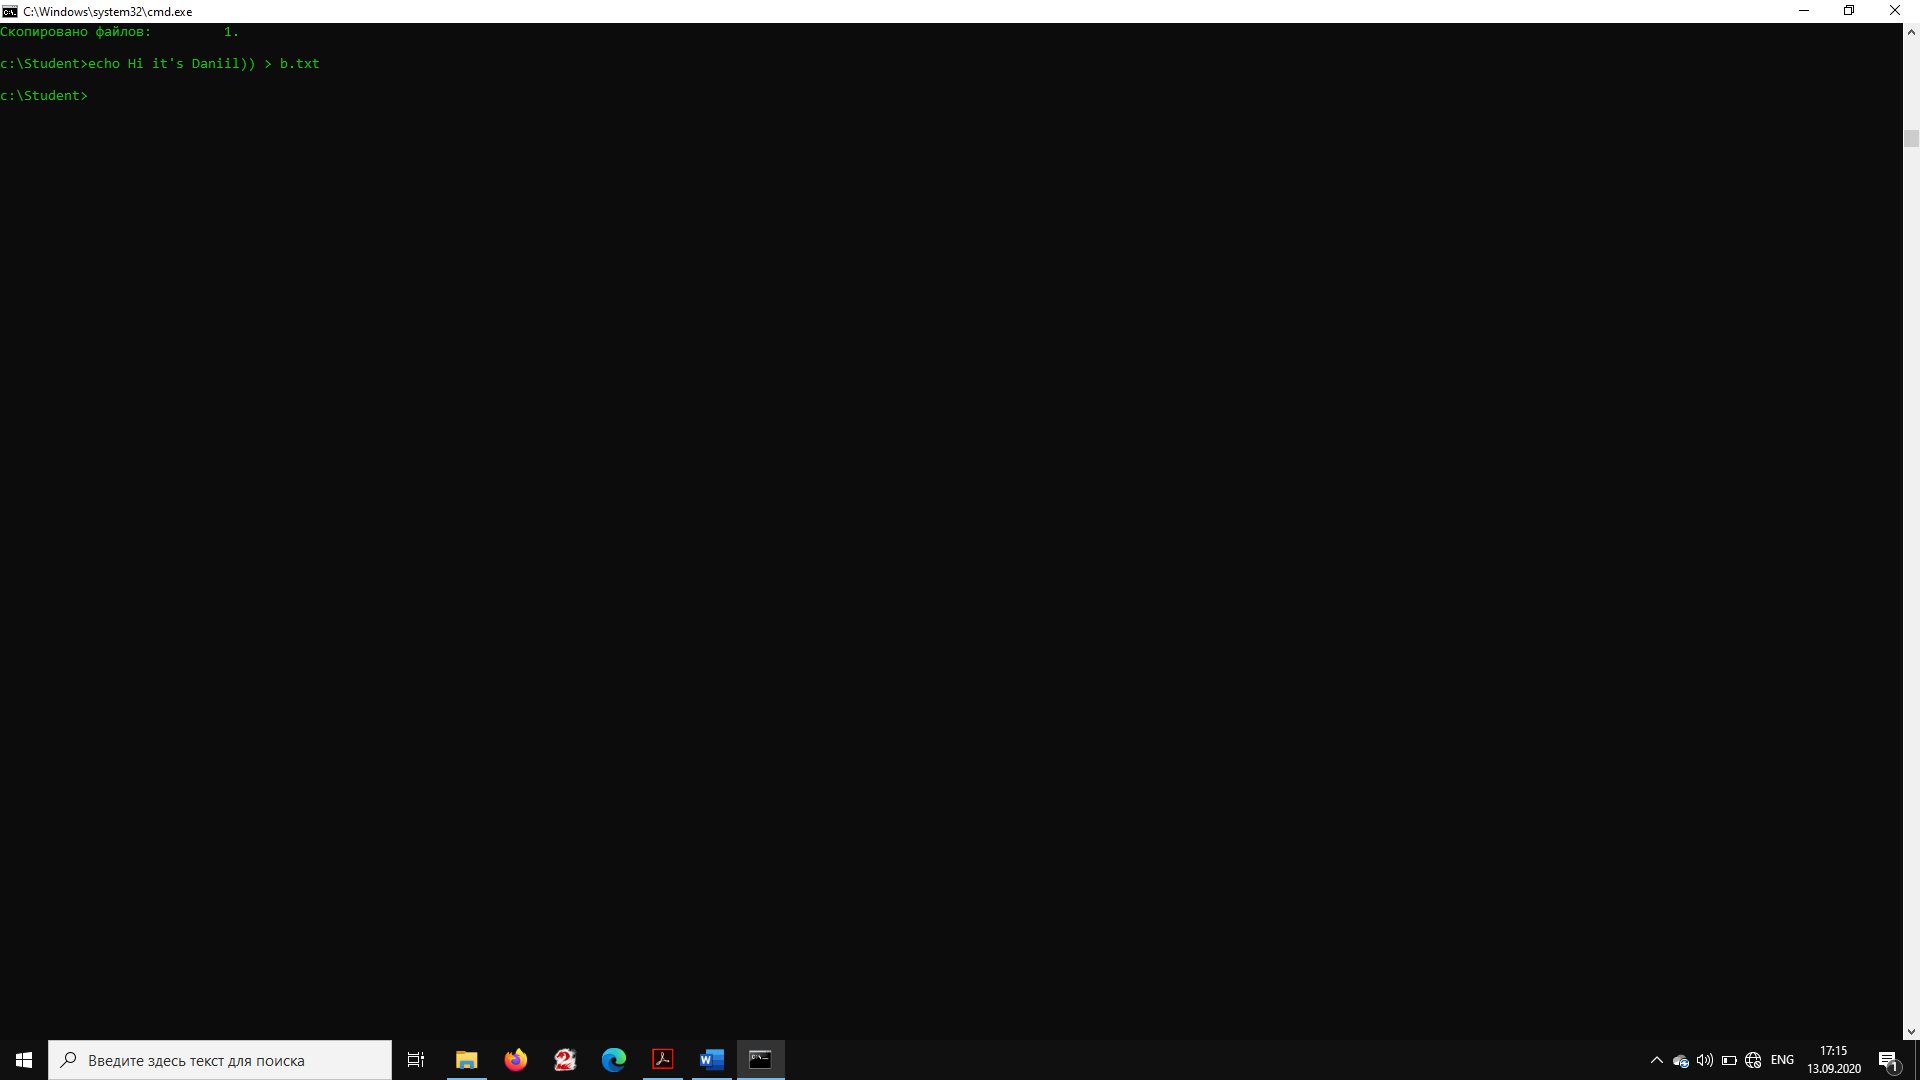 C:\Windows\system32\cmd.exe
Скопировано файлов:         1.
c:\Student>echo Hi it's Daniil)) > b.txt
c:\Student>
Введите здесь текст для поиска
ENG
17:15
13.09.2020
1